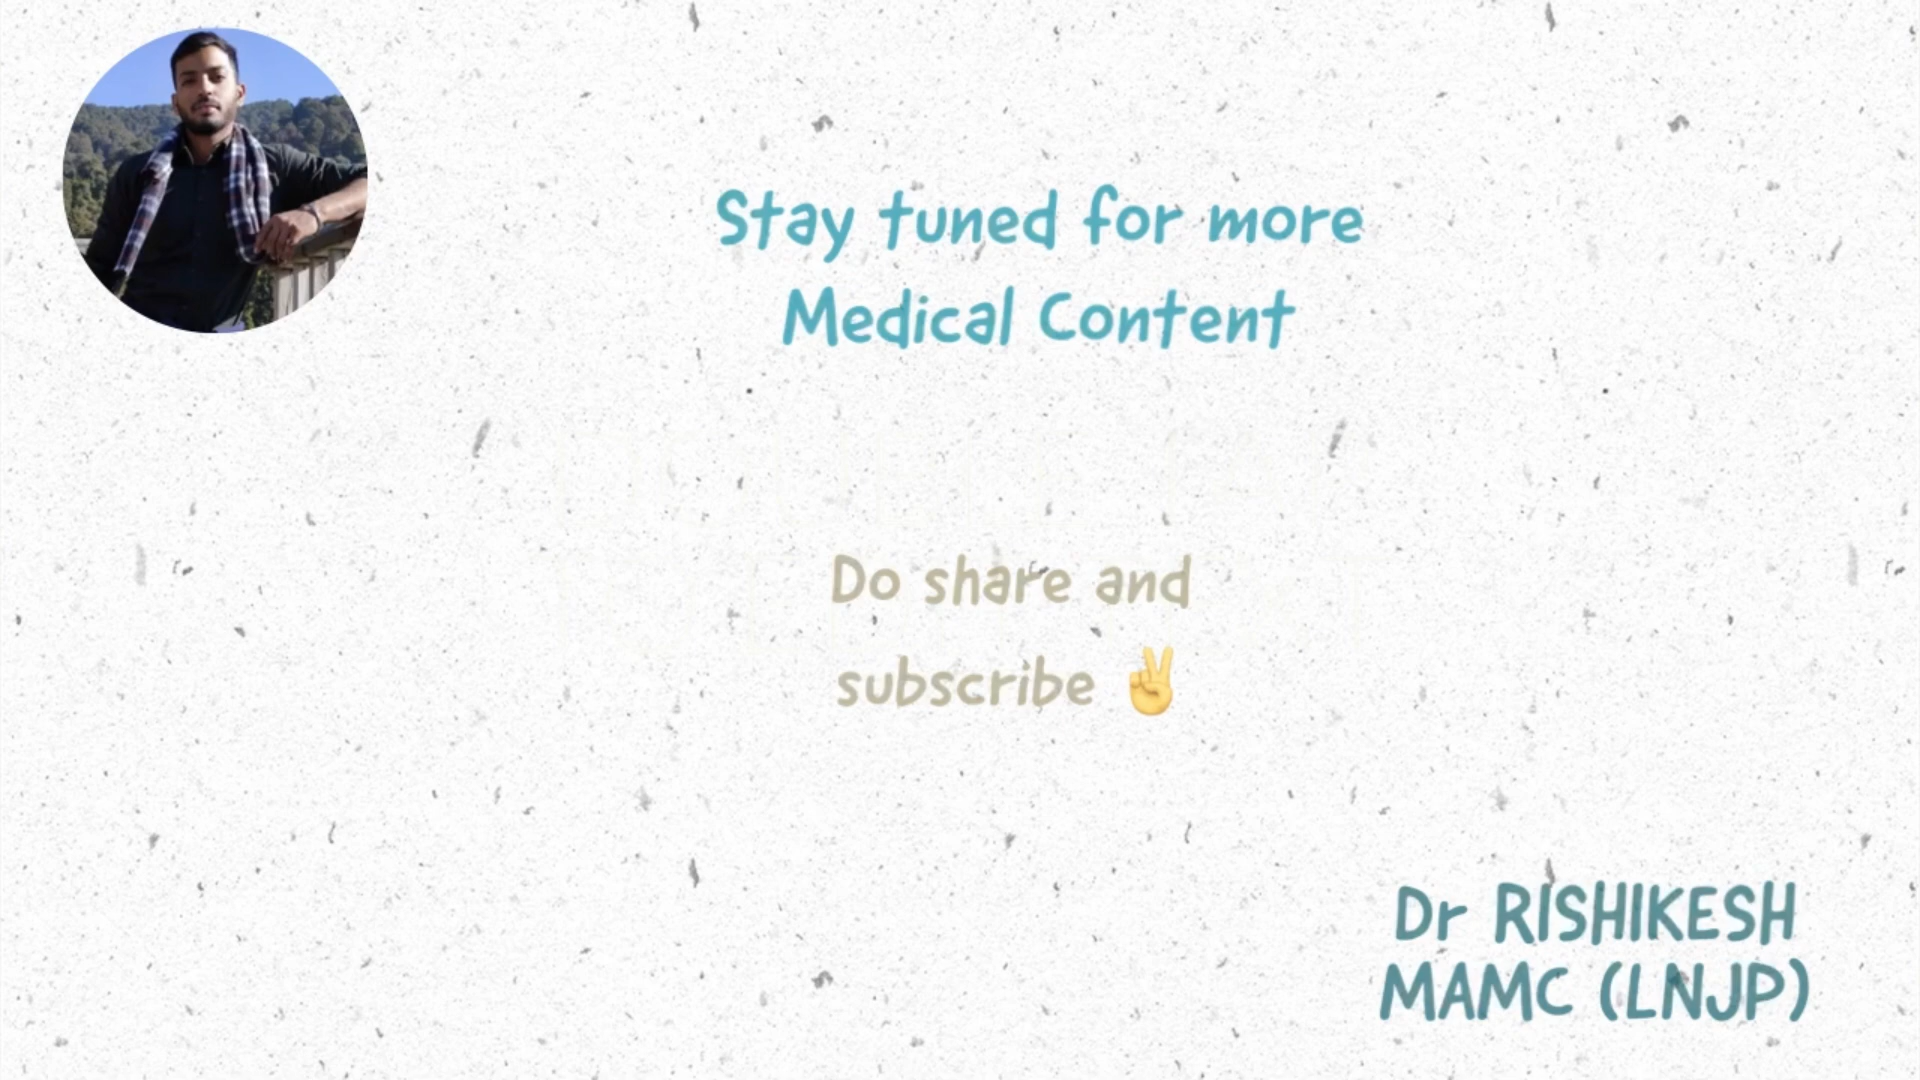 Stay tuned for more
Medical Content
Do share and
subscribe ✌️
Dr RISHIKESH
MAMC (LNJP)